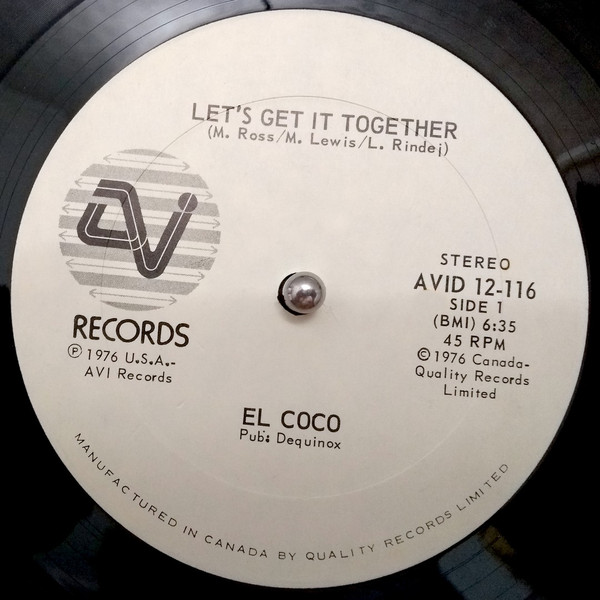 LET'S GET IT TOGETHER
(M. Ross/M. Lewis/L. Rindej)
AVI
RECORDS
Ⓟ 1976 U.S.A.-
AVI Records
STEREO
AVID 12-116
SIDE 1
(BMI) 6:35
45 RPM
© 1976 Canada-
Quality Records
Limited
EL COCO
Pub: Dequinox
MANUFACTURED IN CANADA BY QUALITY RECORDS LIMITED